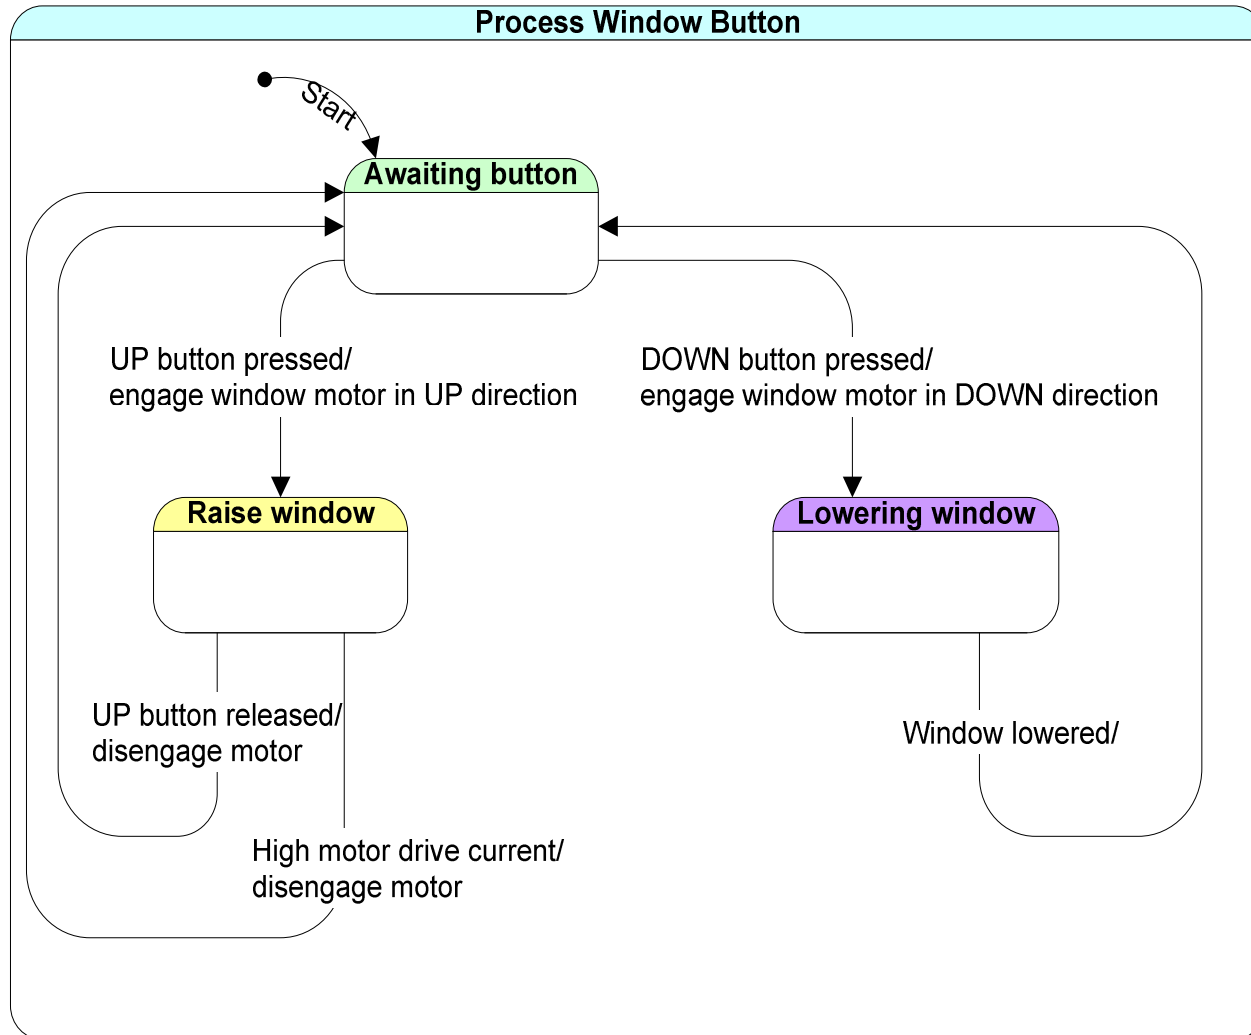 Process Window Button
Start
Awaiting button
UP button pressed/
engage window motor in UP direction
DOWN button pressed/
engage window motor in DOWN direction
Raise window
Lowering window
UP button released/
disengage motor
Window lowered/
High motor drive current/
disengage motor